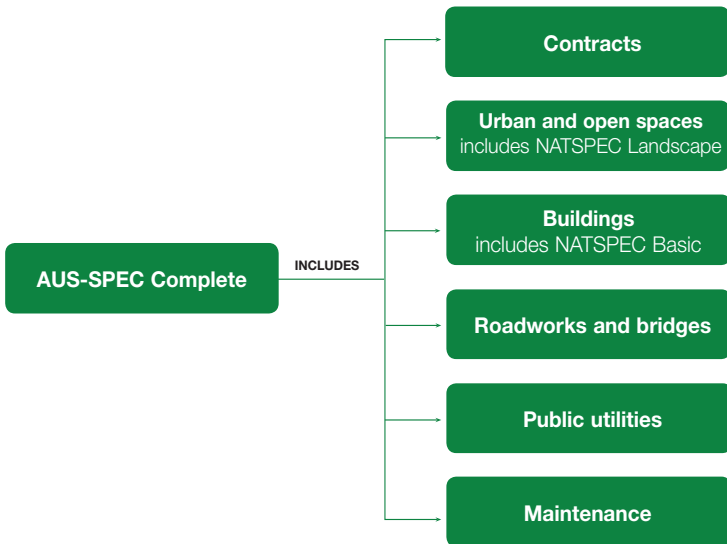 Contracts
Urban and open spaces
includes NATSPEC Landscape
Buildings
includes NATSPEC Basic
AUS-SPEC Complete
INCLUDES
Roadworks and bridges
Public utilities
Maintenance